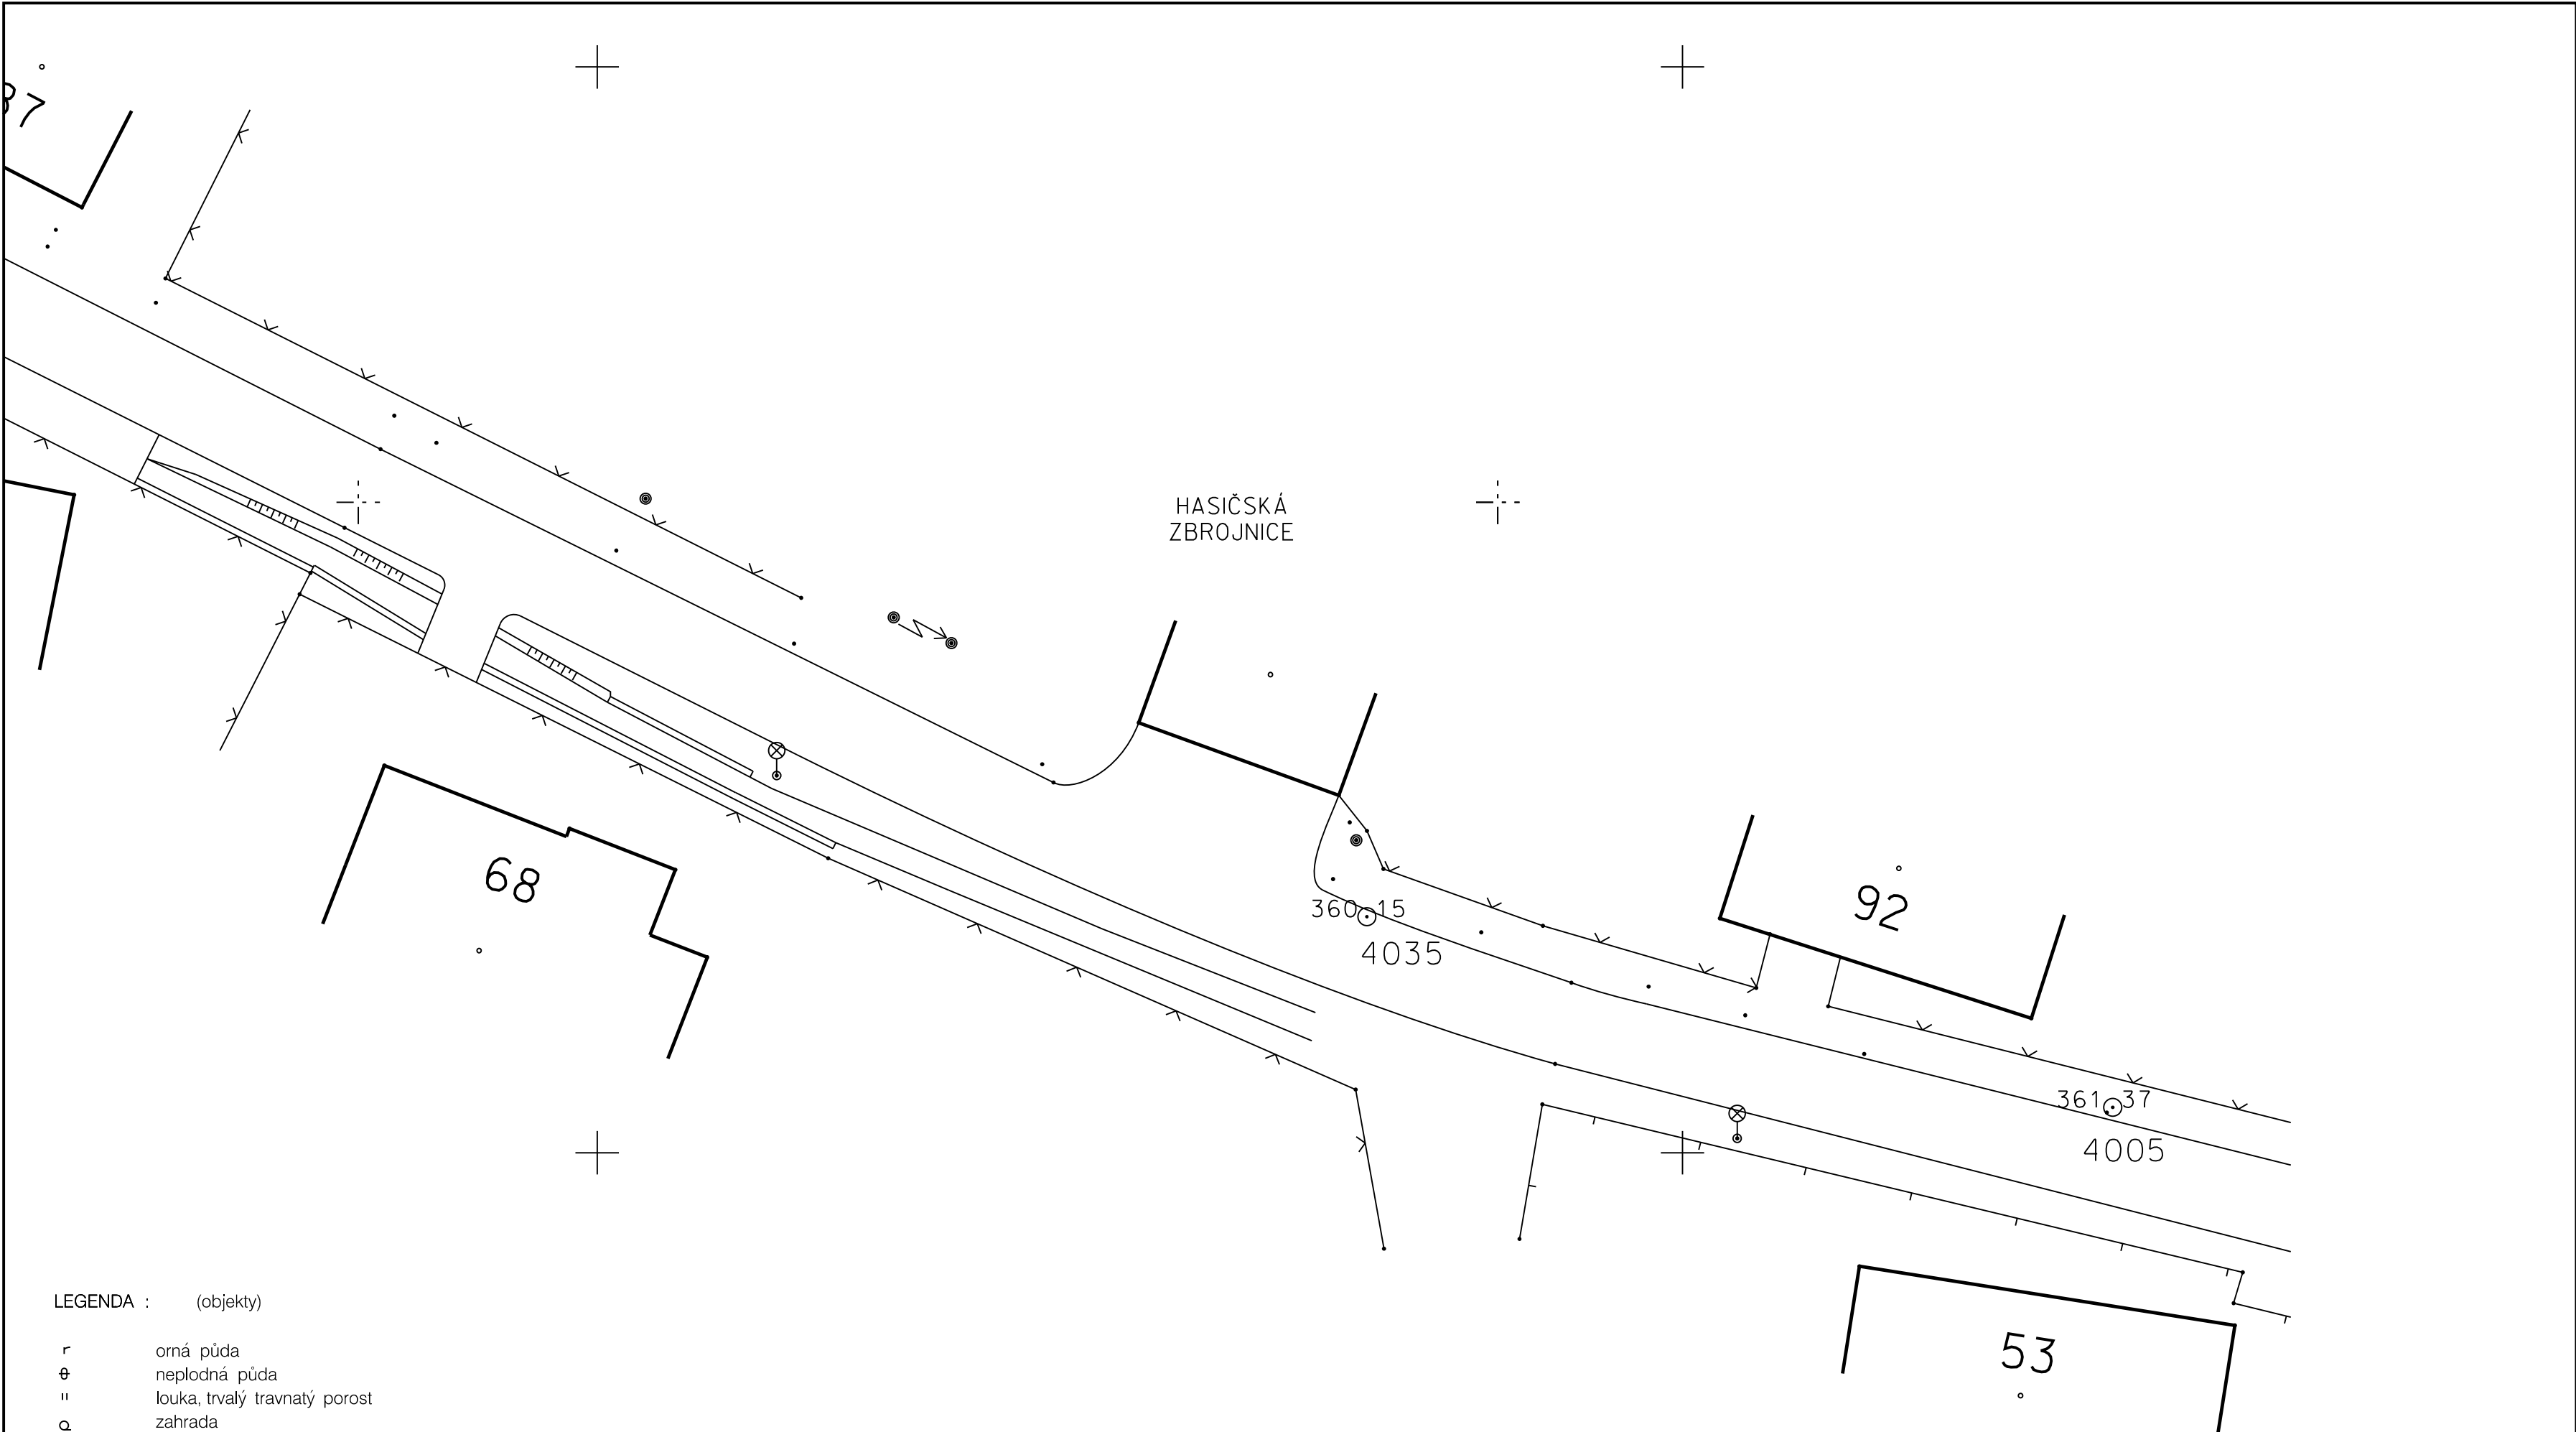 37
HASIČSKÁ
ZBROJNICE
68
92
360 15
4035
361 37
4005
53
LEGENDA : (objekty)
orná půda
neplodná půda
louka, trvalý travnatý porost
zahrada